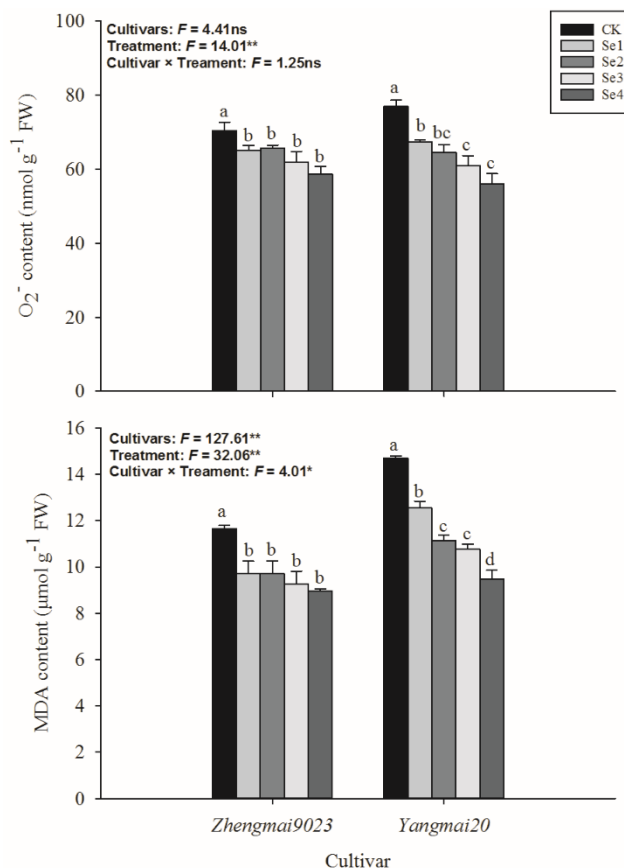 Cultivars: F = 4.41ns
Treatment: F = 14.01**
Cultivar × Treament: F = 1.25ns
CK
Se1
Se2
Se3
Se4
100
80
60
40
20
0
O₂⁻ content (nmol g⁻¹ FW)
a
b
b
b
b
a
b
bc
c
c
Cultivars: F = 127.61**
Treatment: F = 32.06**
Cultivar × Treament: F = 4.01*
16
14
12
10
8
6
4
2
0
MDA content (µmol g⁻¹ FW)
a
b
b
b
b
a
b
c
c
d
Zhengmai9023
Yangmai20
Cultivar